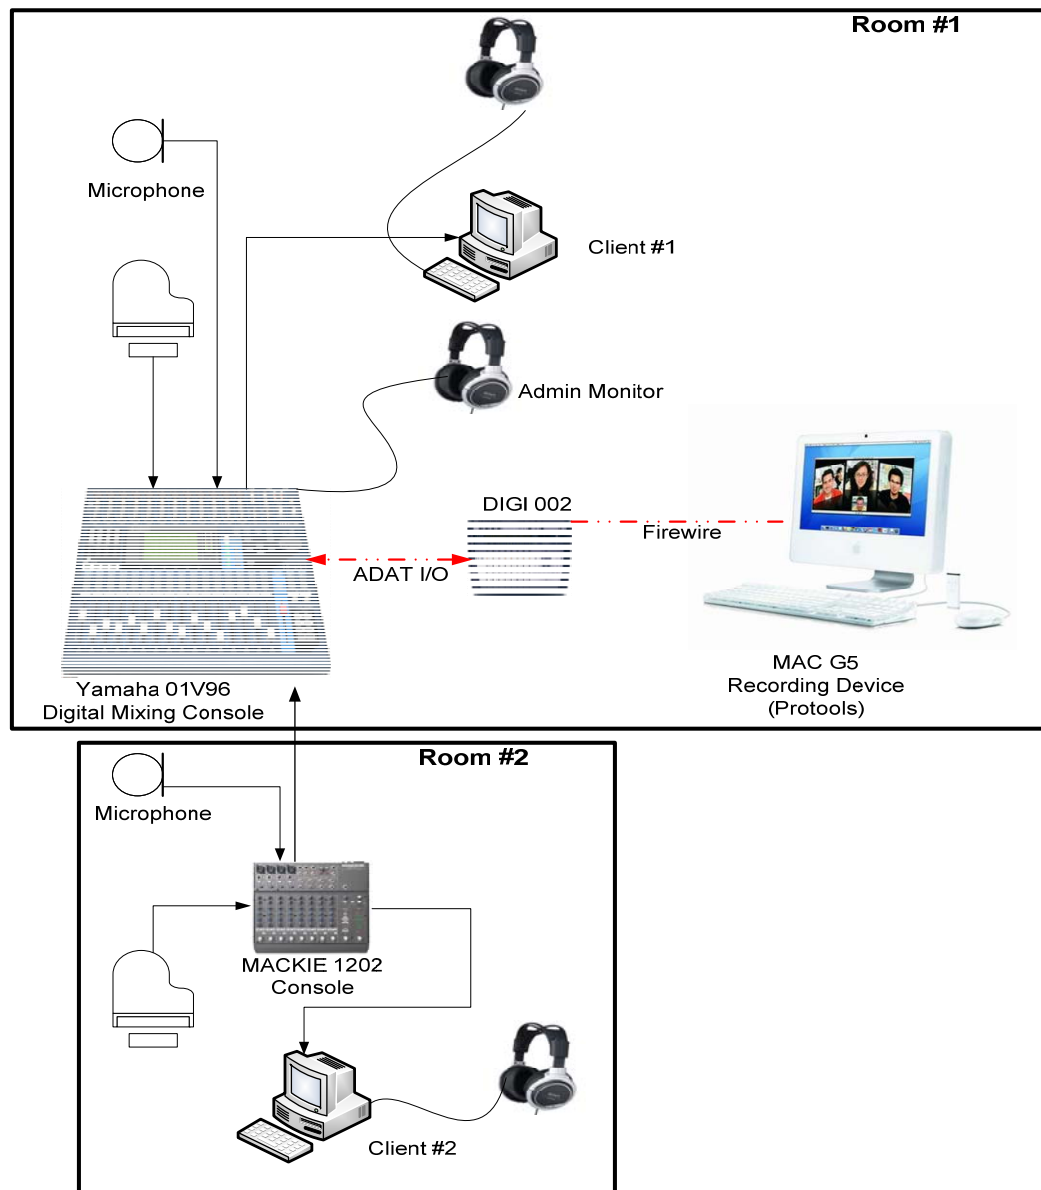 Room #1
Microphone
Client #1
Admin Monitor
DIGI 002
Firewire
ADAT I/O
MAC G5
Recording Device
(Protools)
Yamaha 01V96
Digital Mixing Console
Room #2
Microphone
MACKIE 1202
Console
Client #2